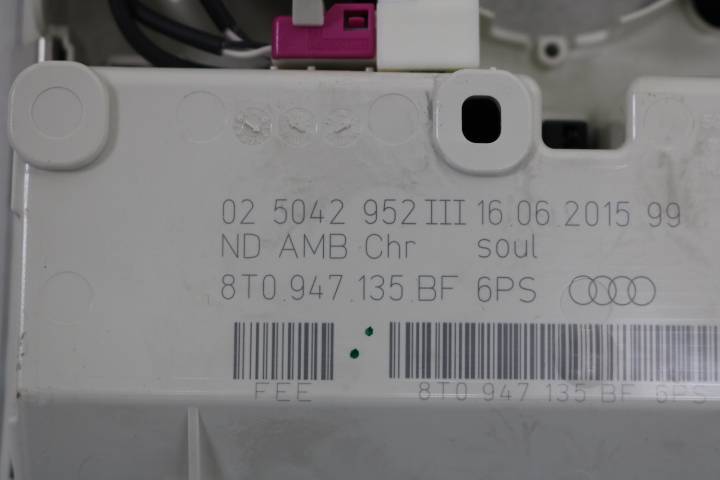 02 5042 952 III 16.06.2015 99
ND AMB Chr soul
8T0.947.135.BF 6PS
FEE
8T0 947 135 BF 6PS